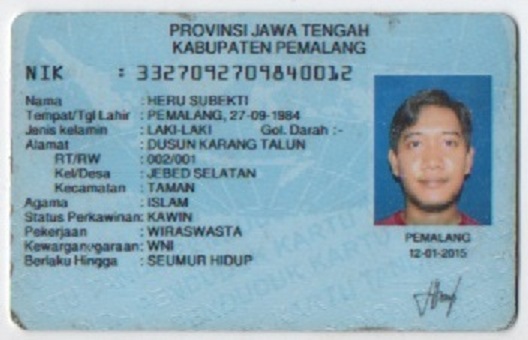 PROVINSI JAWA TENGAH
KABUPATEN PEMALANG
NIK : 3327092709840012
Nama : HERU SUBEKTI
Tempat/Tgl Lahir : PEMALANG, 27-09-1984
Jenis kelamin : LAKI-LAKI Gol. Darah :-
Alamat : DUSUN KARANG TALUN
RT/RW : 002/001
Kel/Desa : JEBED SELATAN
Kecamatan : TAMAN
Agama : ISLAM
Status Perkawinan: KAWIN
Pekerjaan : WIRASWASTA
Kewarganegaraan: WNI
Berlaku Hingga : SEUMUR HIDUP
PEMALANG
12-01-2015